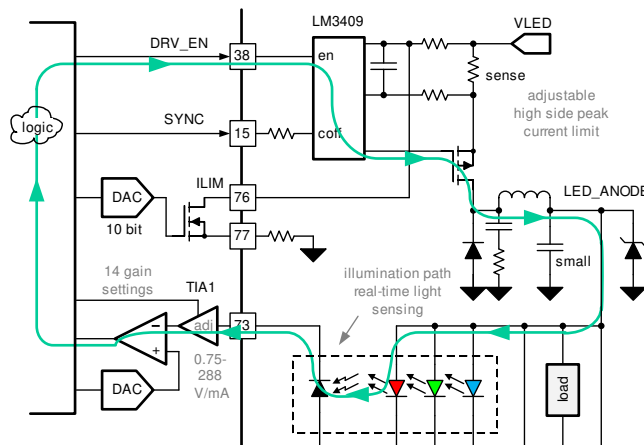 LM3409
DRV_EN
38
en
VLED
sense
adjustable
high side peak
current limit
logic
SYNC
15
coff
DAC
10 bit
ILIM
76
77
LED_ANODE
small
14 gain
settings
TIA1
illumination path
real-time light
sensing
73
adj
−
+
0.75-
288
V/mA
DAC
load